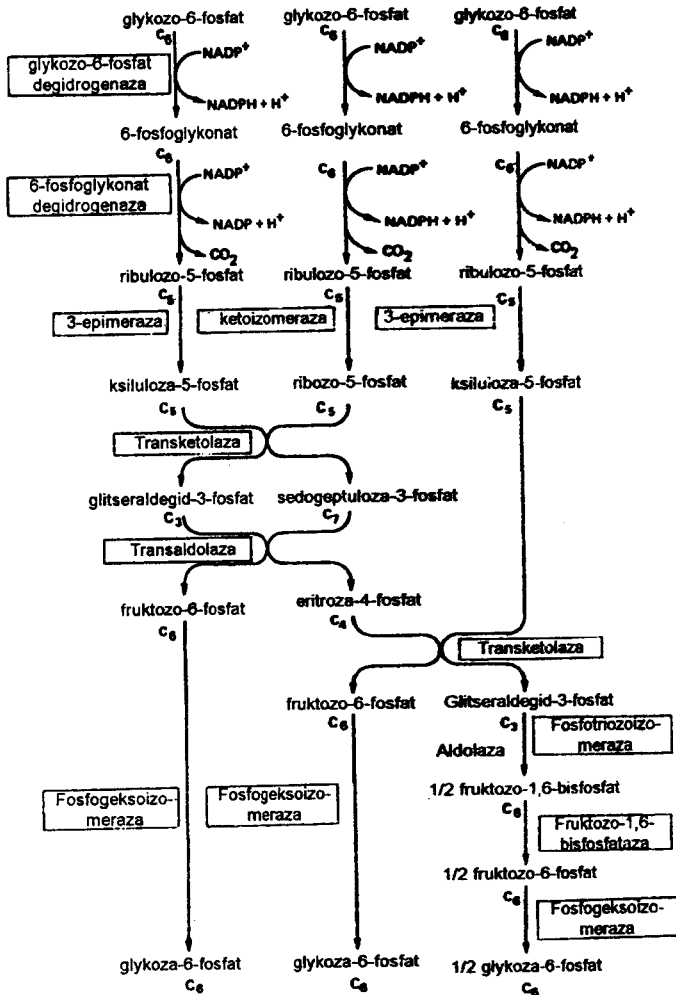 glykozo-6-fosfat glykozo-6-fosfat glykozo-6-fosfat
C6 C6 C6
NADP+ NADP+ NADP+
glykozo-6-fosfat
degidrogenaza
NADPH + H+ NADPH + H+ NADPH + H+
6-fosfoglykonat 6-fosfoglykonat 6-fosfoglykonat
C6 C6 C6
NADP+ NADP+ NADP+
6-fosfoglykonat
degidrogenaza
NADP + H+ NADPH + H+ NADPH + H+
CO2 CO2 CO2
ribulozo-5-fosfat ribulozo-5-fosfat ribulozo-5-fosfat
C5 C5 C5
3-epimeraza ketoizomeraza 3-epimeraza
ksiluloza-5-fosfat ribozo-5-fosfat ksiluloza-5-fosfat
C5 C5 C5
Transketolaza
glitseraldegid-3-fosfat sedogeptuloza-3-fosfat
C3 C7
Transaldolaza
fruktozo-6-fosfat eritroza-4-fosfat
C6 C4
Transketolaza
fruktozo-6-fosfat Glitseraldegid-3-fosfat
C6 C3
Aldolaza
Fosfotriozoizo-
meraza
1/2 fruktozo-1,6-bisfosfat
C6
Fosfogeksoizo-
meraza
Fosfogeksoizo-
meraza
Fruktozo-1,6-
bisfosfataza
1/2 fruktozo-6-fosfat
C6
Fosfogeksoizo-
meraza
glykoza-6-fosfat glykoza-6-fosfat 1/2 glykoza-6-fosfat
C6 C6 C6